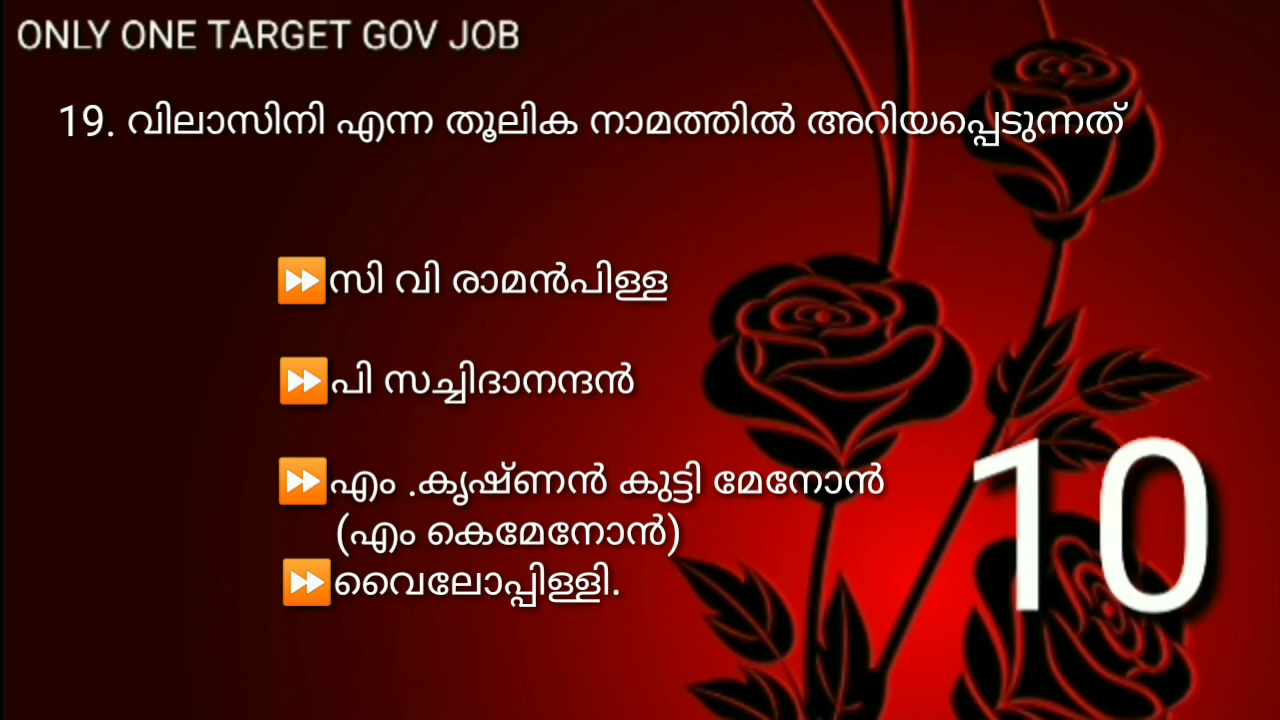 ONLY ONE TARGET GOV JOB
19. വിലാസിനി എന്ന തൂലിക നാമത്തിൽ അറിയപ്പെടുന്നത്
⏩സി വി രാമൻപിള്ള
⏩പി സച്ചിദാനന്ദൻ
⏩എം .കൃഷ്ണൻ കുട്ടി മേനോൻ
(എം കെമേനോൻ)
⏩വൈലോപ്പിള്ളി.
10